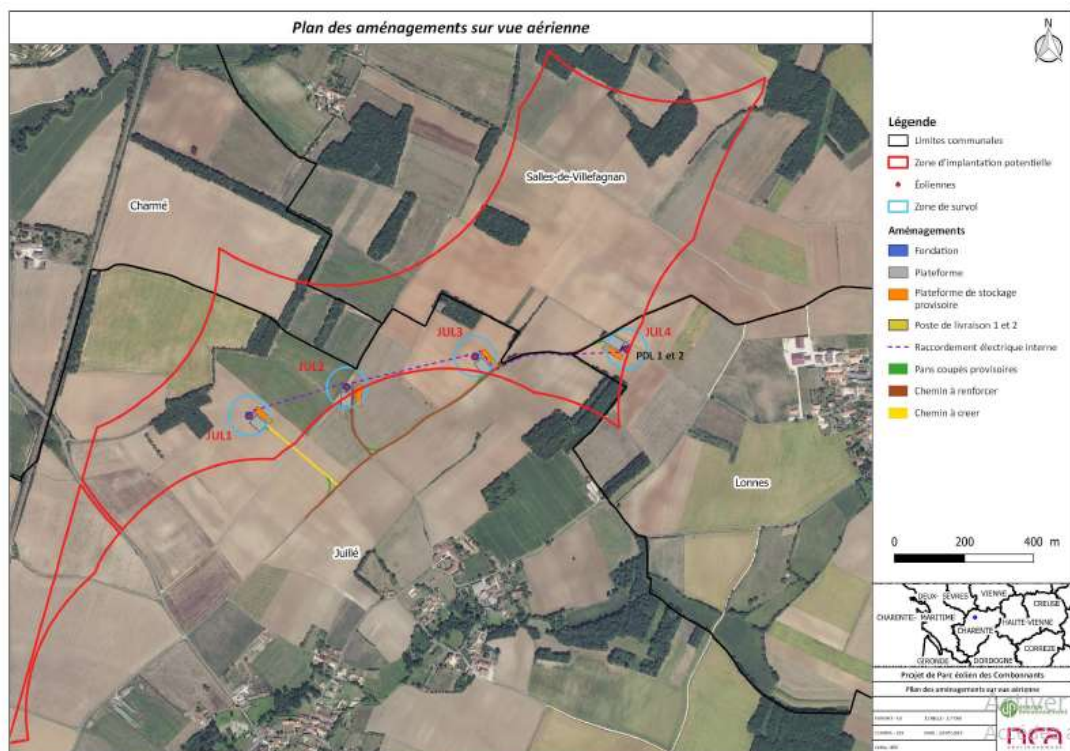 Plan des aménagements sur vue aérienne
N
Charmé
Salles-de-Villefagnan
JUL3
JUL4
PDL 1 et 2
JUL2
JUL1
Lonnes
Juillé
Légende
Limites communales
Zone d'implantation potentielle
Éoliennes
Zone de survol
Aménagements
Fondation
Plateforme
Plateforme de stockage
provisoire
Poste de livraison 1 et 2
Raccordement électrique interne
Pans coupés provisoires
Chemin à renforcer
Chemin à creer
0 200 400 m
DEUX- SÈVRES
VIENNE
CREUSE
CHARENTE- MARITIME
HAUTE-VIENNE
CHARENTE
CORREZE
GIRONDE
DORDOGNE
Projet de Parc éolien des Combonnants
Plan des aménagements sur vue aérienne
Activer
nca